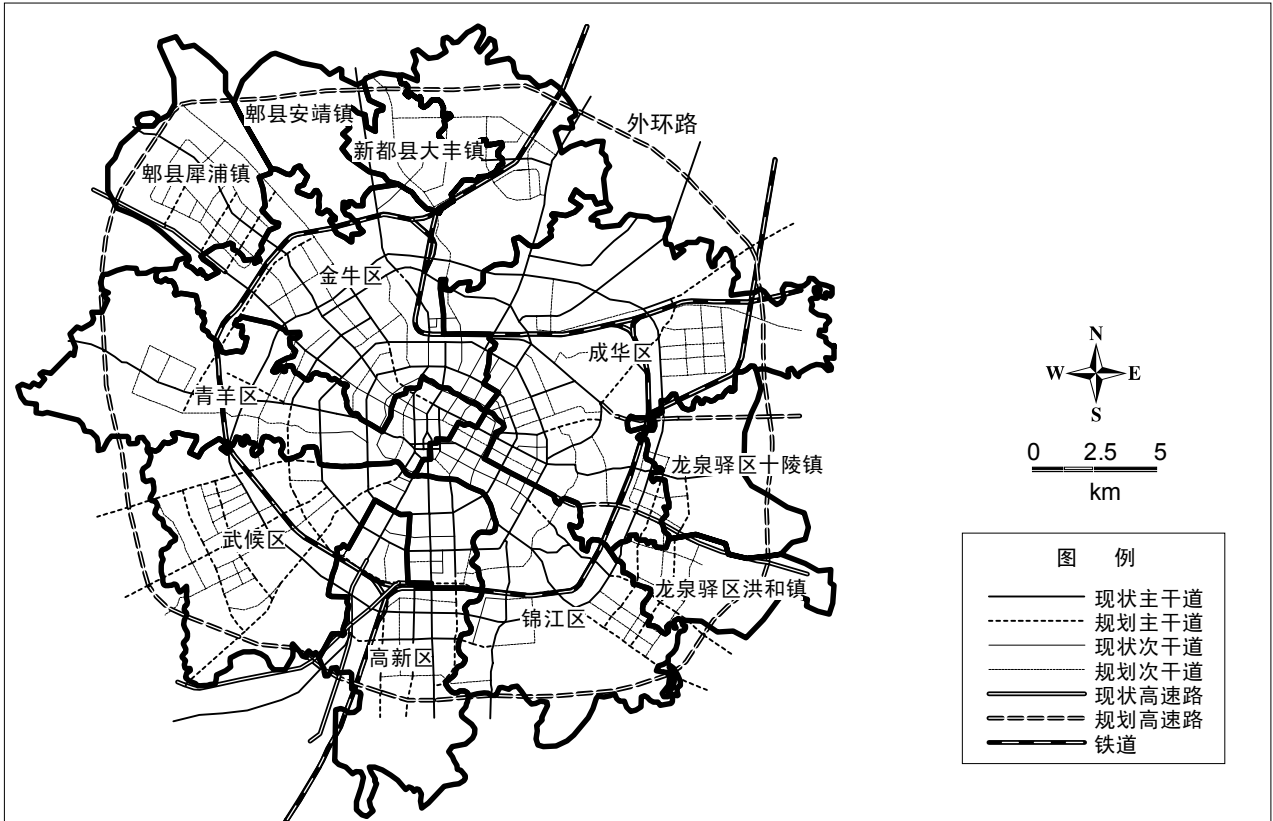 郫县安靖镇
外环路
新都县大丰镇
郫县犀浦镇
金牛区
成华区
青羊区
龙泉驿区十陵镇
武候区
龙泉驿区洪和镇
锦江区
高新区
N
W E
S
0 2.5 5
km
图 例
现状主干道
规划主干道
现状次干道
规划次干道
现状高速路
规划高速路
铁道